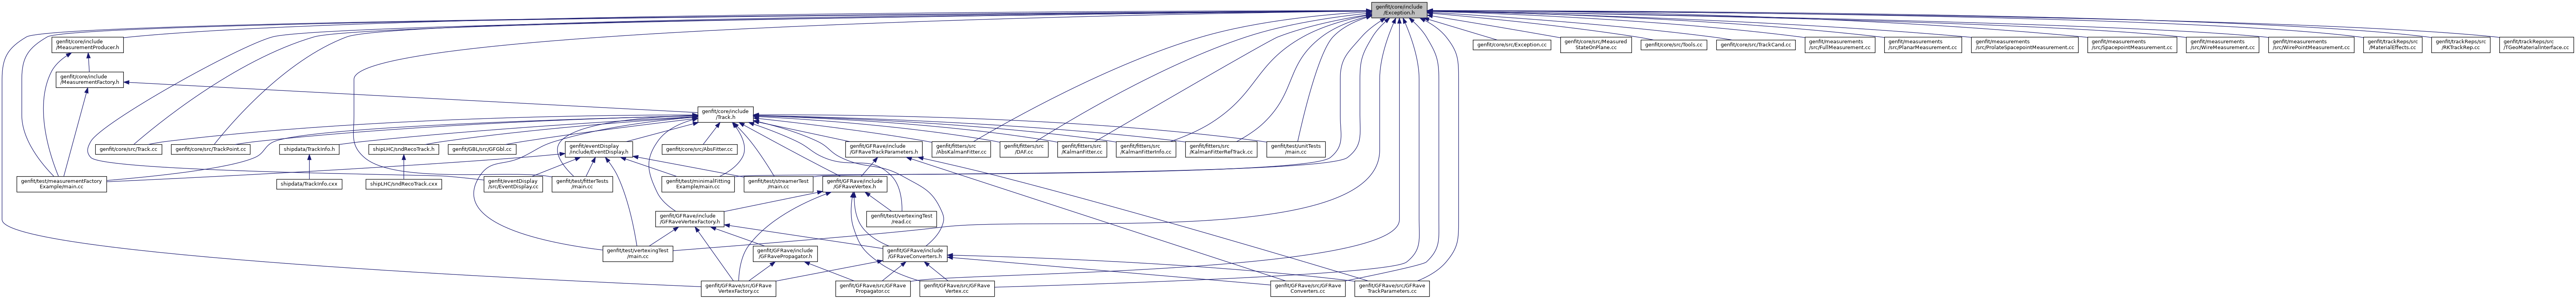 genfit/core/include
/Exception.h
genfit/core/include
/MeasurementProducer.h
genfit/core/src/Exception.cc
genfit/core/src/Measured
StateOnPlane.cc
genfit/core/src/Tools.cc
genfit/core/src/TrackCand.cc
genfit/measurements
/src/FullMeasurement.cc
genfit/measurements
/src/PlanarMeasurement.cc
genfit/measurements
/src/ProlateSpacepointMeasurement.cc
genfit/measurements
/src/SpacepointMeasurement.cc
genfit/measurements
/src/WireMeasurement.cc
genfit/measurements
/src/WirePointMeasurement.cc
genfit/trackReps/src
/MaterialEffects.cc
genfit/trackReps/src
/RKTrackRep.cc
genfit/trackReps/src
/TGeoMaterialInterface.cc
genfit/core/include
/MeasurementFactory.h
genfit/core/include
/Track.h
genfit/core/src/Track.cc
genfit/core/src/TrackPoint.cc
shipdata/TrackInfo.h
shipLHC/sndRecoTrack.h
genfit/GBL/src/GFGbl.cc
genfit/eventDisplay
/include/EventDisplay.h
genfit/core/src/AbsFitter.cc
genfit/GFRave/include
/GFRaveTrackParameters.h
genfit/fitters/src
/AbsKalmanFitter.cc
genfit/fitters/src
/DAF.cc
genfit/fitters/src
/KalmanFitter.cc
genfit/fitters/src
/KalmanFitterInfo.cc
genfit/fitters/src
/KalmanFitterRefTrack.cc
genfit/test/unitTests
/main.cc
genfit/test/measurementFactory
Example/main.cc
shipdata/TrackInfo.cxx
shipLHC/sndRecoTrack.cxx
genfit/eventDisplay
/src/EventDisplay.cc
genfit/test/fitterTests
/main.cc
genfit/test/minimalFitting
Example/main.cc
genfit/test/streamerTest
/main.cc
genfit/GFRave/include
/GFRaveVertex.h
genfit/GFRave/include
/GFRaveVertexFactory.h
genfit/test/vertexingTest
/read.cc
genfit/test/vertexingTest
/main.cc
genfit/GFRave/include
/GFRavePropagator.h
genfit/GFRave/include
/GFRaveConverters.h
genfit/GFRave/src/GFRave
VertexFactory.cc
genfit/GFRave/src/GFRave
Propagator.cc
genfit/GFRave/src/GFRave
Vertex.cc
genfit/GFRave/src/GFRave
Converters.cc
genfit/GFRave/src/GFRave
TrackParameters.cc